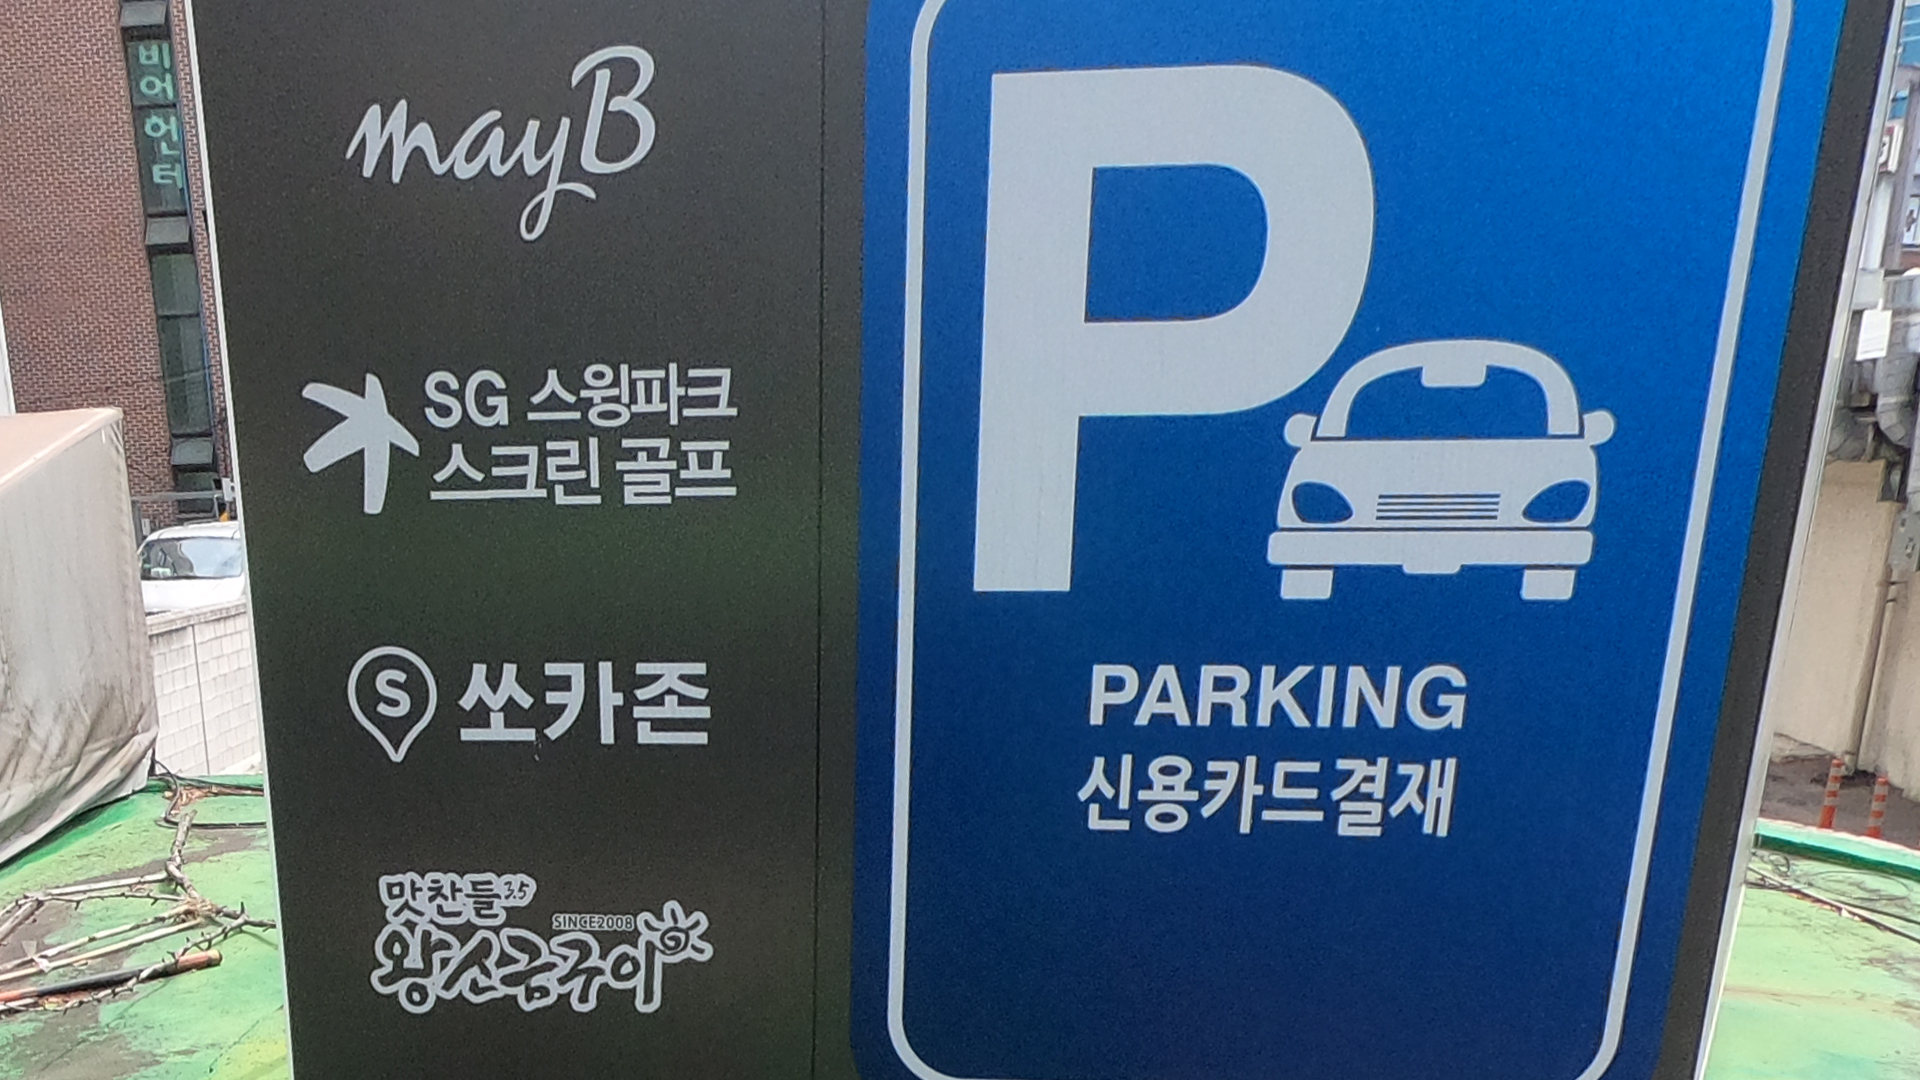 비어헌터
mayB
SG 스윙파크
스크린 골프
S 쏘카존
맛찬들 3.5
SINCE2008
왕소금구이
P
PARKING
신용카드결재